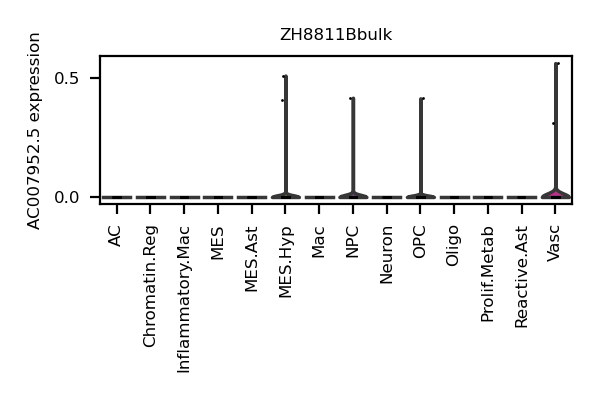 ZH8811Bbulk
AC007952.5 expression
0.5
0.0
AC
Chromatin.Reg
Inflammatory.Mac
MES
MES.Ast
MES.Hyp
Mac
NPC
Neuron
OPC
Oligo
Prolif.Metab
Reactive.Ast
Vasc